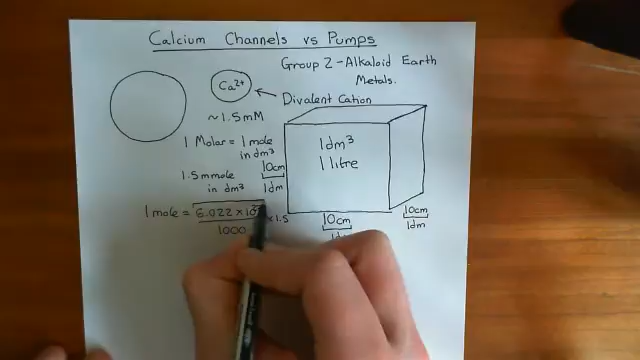 Calcium Channels vs Pumps
Group 2 - Alkaloid Earth
Metals.
Ca2+
Divalent Cation
~1.5mM
1 Molar = 1 mole
in dm3
1dm3
1 litre
10cm
1dm
1.5mmole
in dm3
1 mole = 6.022 x 10
x 1.5
1000
10cm
1dm
10cm
1dm